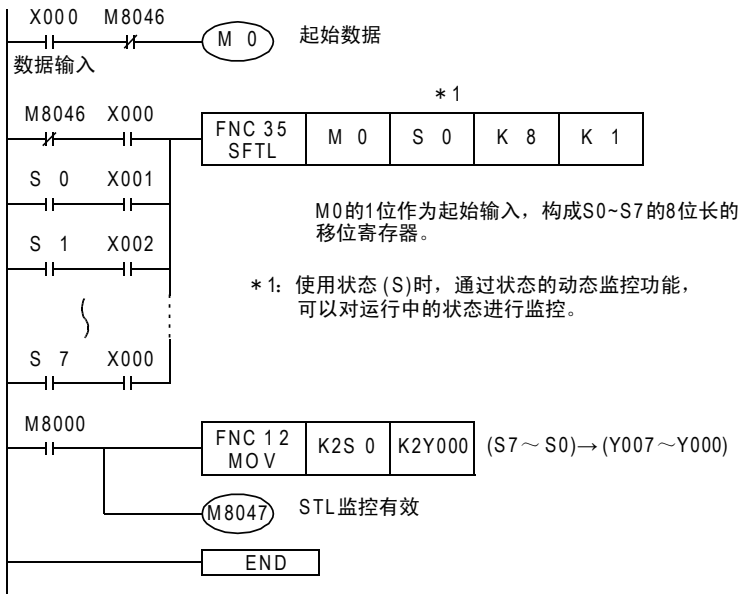 X000 M8046
M 0 起始数据
数据输入
*1
M8046 X000
FNC 35 SFTL M 0 S 0 K 8 K 1
S 0 X001
M0的1位作为起始输入，构成S0~S7的8位长的
移位寄存器。
S 1 X002
*1: 使用状态(S)时，通过状态的动态监控功能，
可以对运行中的状态进行监控。
S 7 X000
M8000
FNC 12 MOV K2S 0 K2Y000 (S7～S0)→(Y007～Y000)
M8047 STL监控有效
END